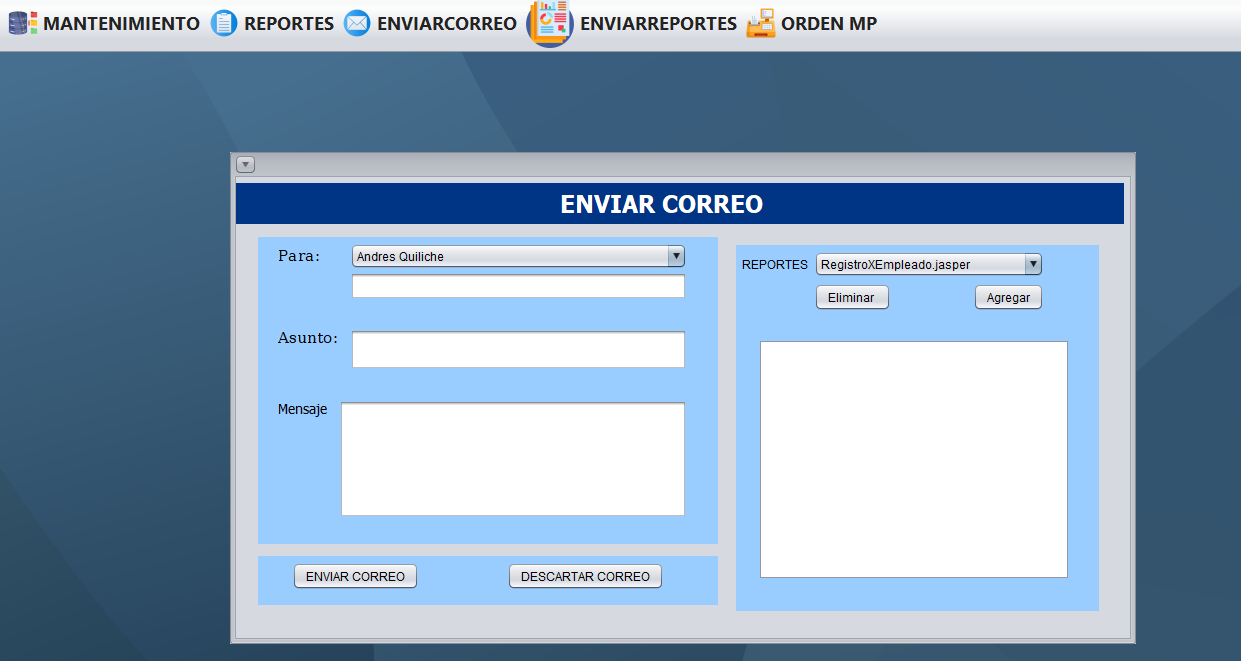 MANTENIMIENTO REPORTES ENVIARCORREO ENVIARREPORTES ORDEN MP
ENVIAR CORREO
Para: Andres Quiliche
Asunto:
Mensaje
ENVIAR CORREO DESCARTAR CORREO
REPORTES RegistroXEmpleado.jasper
Eliminar Agregar